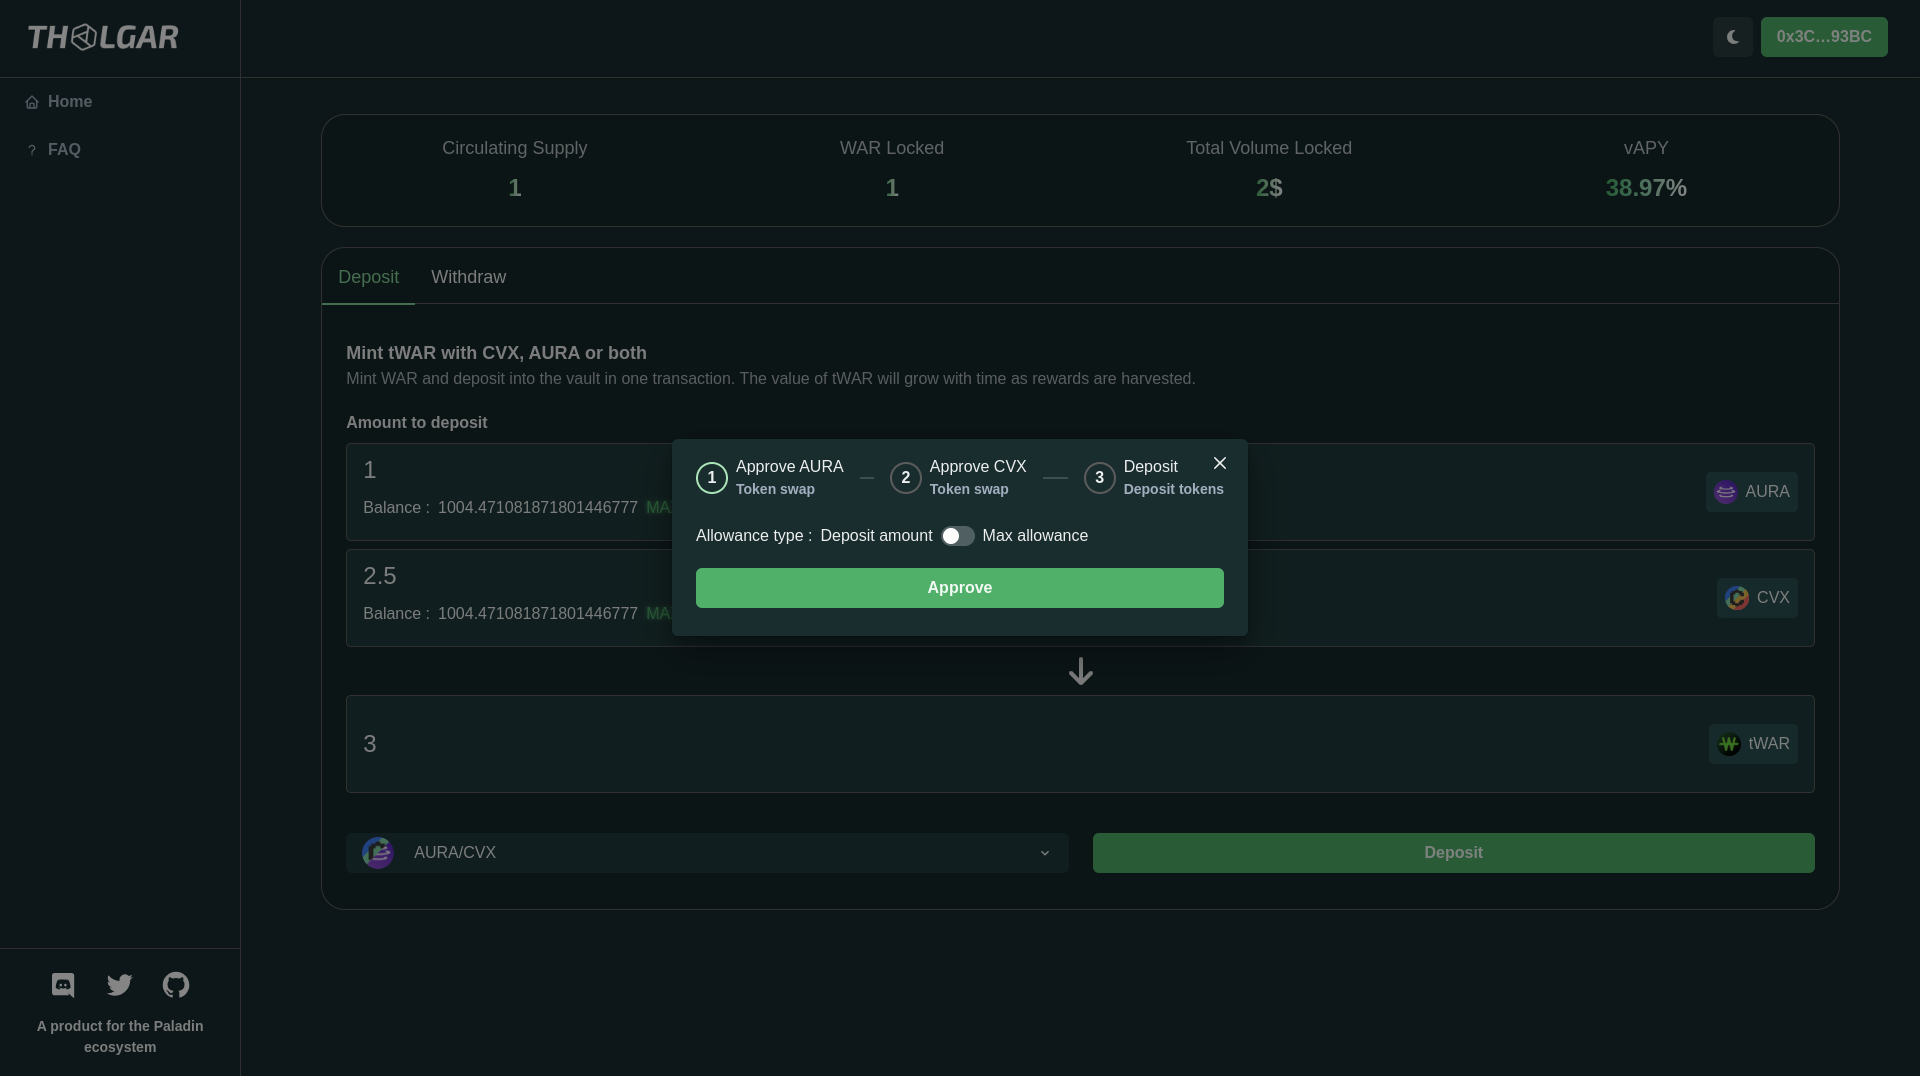 THOLGAR
0x3C...93BC
Home
FAQ
Circulating Supply
WAR Locked
Total Volume Locked
vAPY
1
1
2$
38.97%
Deposit
Withdraw
Mint tWAR with CVX, AURA or both
Mint WAR and deposit into the vault in one transaction. The value of tWAR will grow with time as rewards are harvested.
Amount to deposit
1
Balance : 1004.471081871801446777
AURA
2.5
Balance : 1004.471081871801446777
CVX
1
Approve AURA
Token swap
2
Approve CVX
Token swap
3
Deposit
Deposit tokens
Allowance type : Deposit amount Max allowance
Approve
3
tWAR
AURA/CVX
Deposit
A product for the Paladin
ecosystem